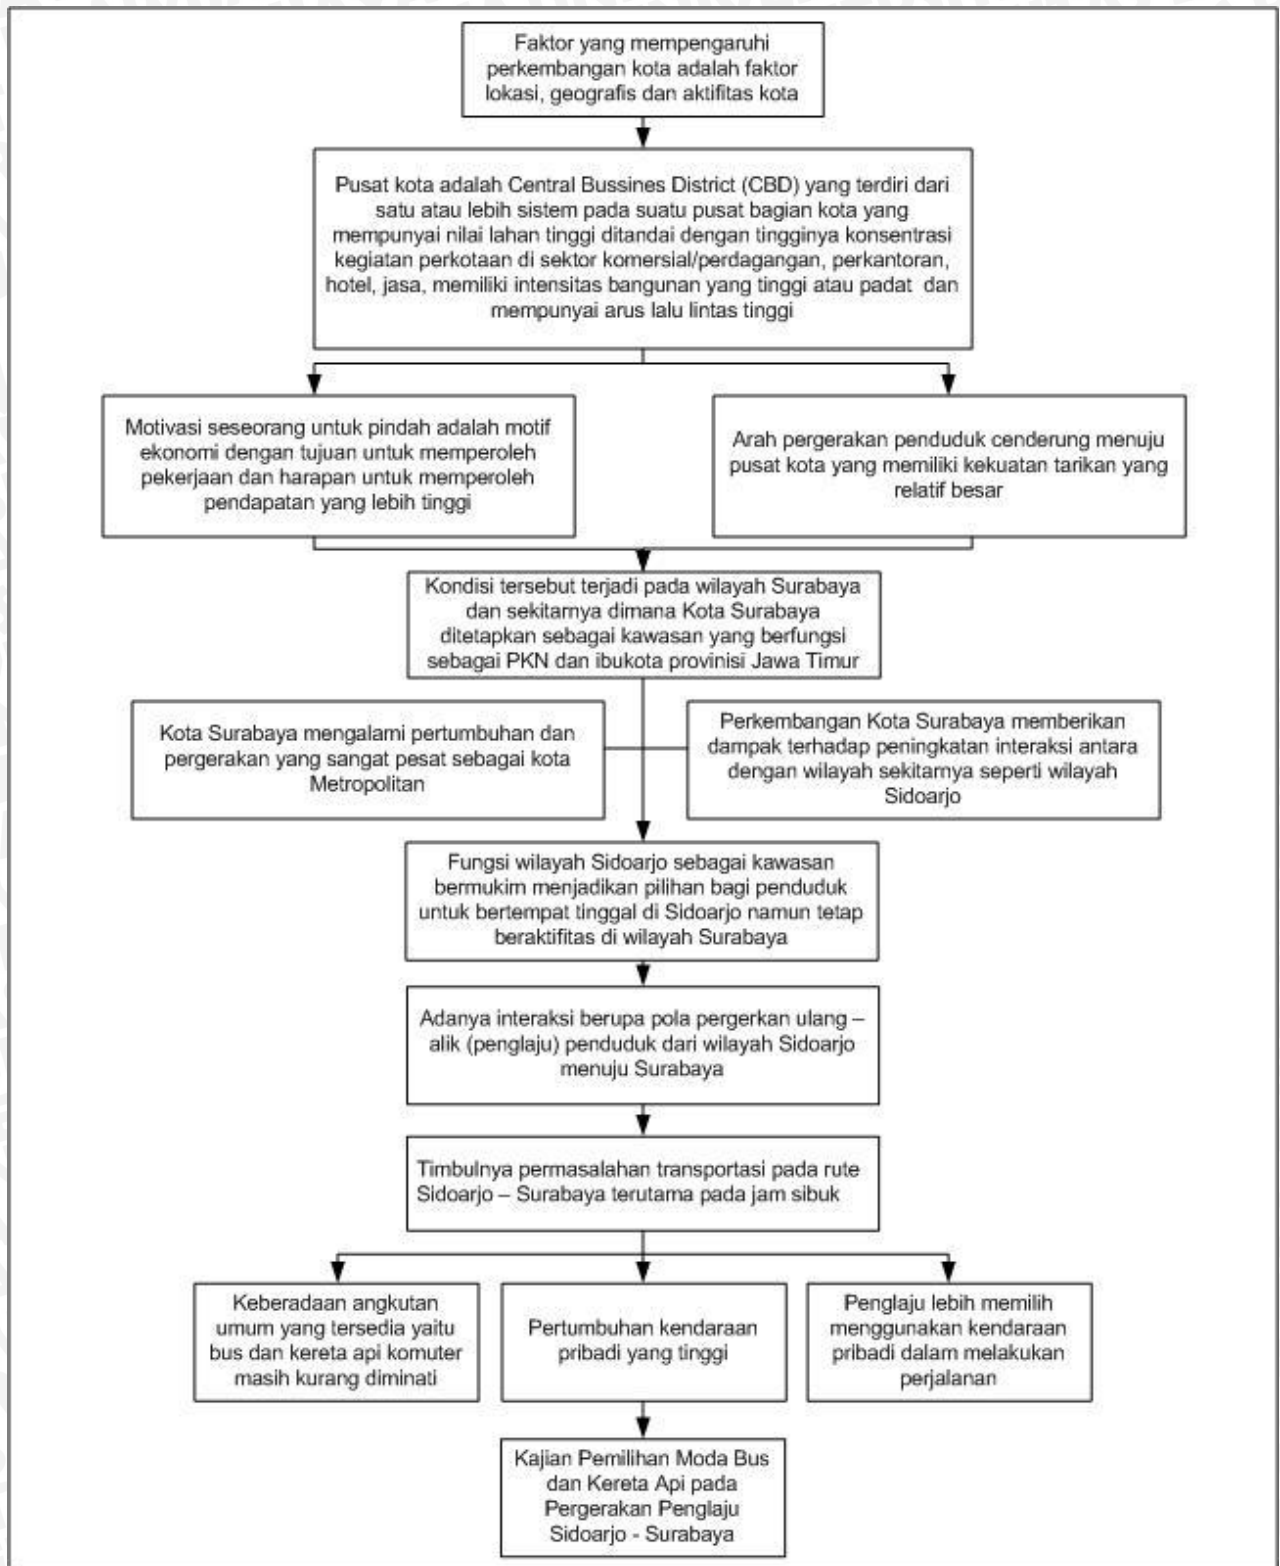 Faktor yang mempengaruhi
perkembangan kota adalah faktor
lokasi, geografis dan aktifitas kota
Pusat kota adalah Central Bussines District (CBD) yang terdiri dari
satu atau lebih sistem pada suatu pusat bagian kota yang
mempunyai nilai lahan tinggi ditandai dengan tingginya konsentrasi
kegiatan perkotaan di sektor komersial/perdagangan, perkantoran,
hotel, jasa, memiliki intensitas bangunan yang tinggi atau padat dan
mempunyai arus lalu lintas tinggi
Motivasi seseorang untuk pindah adalah motif
ekonomi dengan tujuan untuk memperoleh
pekerjaan dan harapan untuk memperoleh
pendapatan yang lebih tinggi
Arah pergerakan penduduk cenderung menuju
pusat kota yang memiliki kekuatan tarikan yang
relatif besar
Kondisi tersebut terjadi pada wilayah Surabaya
dan sekitarnya dimana Kota Surabaya
ditetapkan sebagai kawasan yang berfungsi
sebagai PKN dan ibukota provinisi Jawa Timur
Kota Surabaya mengalami pertumbuhan dan
pergerakan yang sangat pesat sebagai kota
Metropolitan
Perkembangan Kota Surabaya memberikan
dampak terhadap peningkatan interaksi antara
dengan wilayah sekitarnya seperti wilayah
Sidoarjo
Fungsi wilayah Sidoarjo sebagai kawasan
bermukim menjadikan pilihan bagi penduduk
untuk bertempat tinggal di Sidoarjo namun tetap
beraktifitas di wilayah Surabaya
Adanya interaksi berupa pola pergerkan ulang –
alik (penglaju) penduduk dari wilayah Sidoarjo
menuju Surabaya
Timbulnya permasalahan transportasi pada rute
Sidoarjo – Surabaya terutama pada jam sibuk
Keberadaan angkutan
umum yang tersedia yaitu
bus dan kereta api komuter
masih kurang diminati
Pertumbuhan kendaraan
pribadi yang tinggi
Penglaju lebih memilih
menggunakan kendaraan
pribadi dalam melakukan
perjalanan
Kajian Pemilihan Moda Bus
dan Kereta Api pada
Pergerakan Penglaju
Sidoarjo - Surabaya